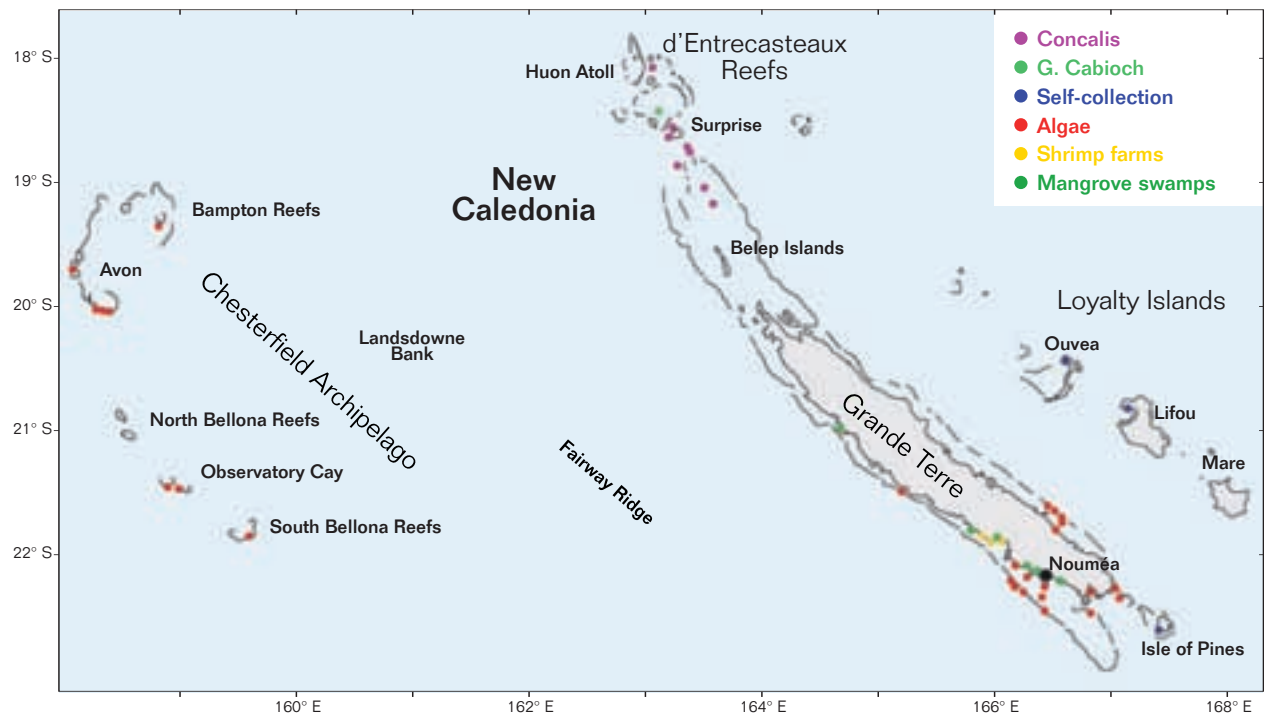 d'Entrecasteaux
Reefs
Huon Atoll
Surprise
Concalis
G. Cabioch
Self-collection
Algae
Shrimp farms
Mangrove swamps
18° S
19° S
20° S
21° S
22° S
New
Caledonia
Bampton Reefs
Avon
Chesterfield Archipelago
Landsdowne
Bank
Belep Islands
Loyalty Islands
Ouvea
Lifou
Mare
North Bellona Reefs
Observatory Cay
South Bellona Reefs
Fairway Ridge
Grande Terre
Nouméa
Isle of Pines
160° E
162° E
164° E
166° E
168° E